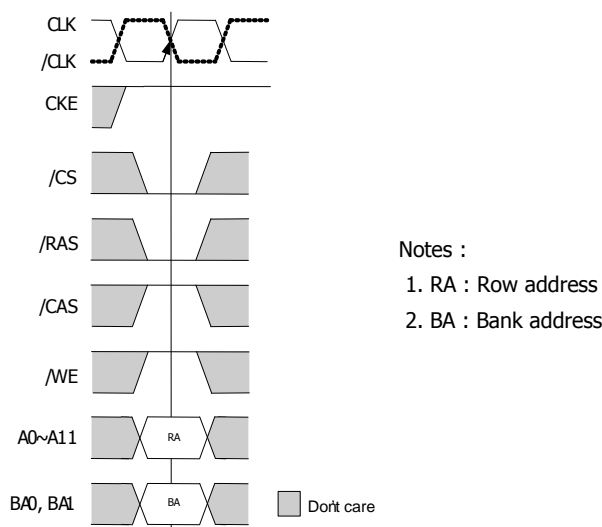 CLK
/CLK
CKE
/CS
/RAS
/CAS
/WE
A0~A11
RA
BA0, BA1
BA
Don't care
Notes :
1. RA : Row address
2. BA : Bank address